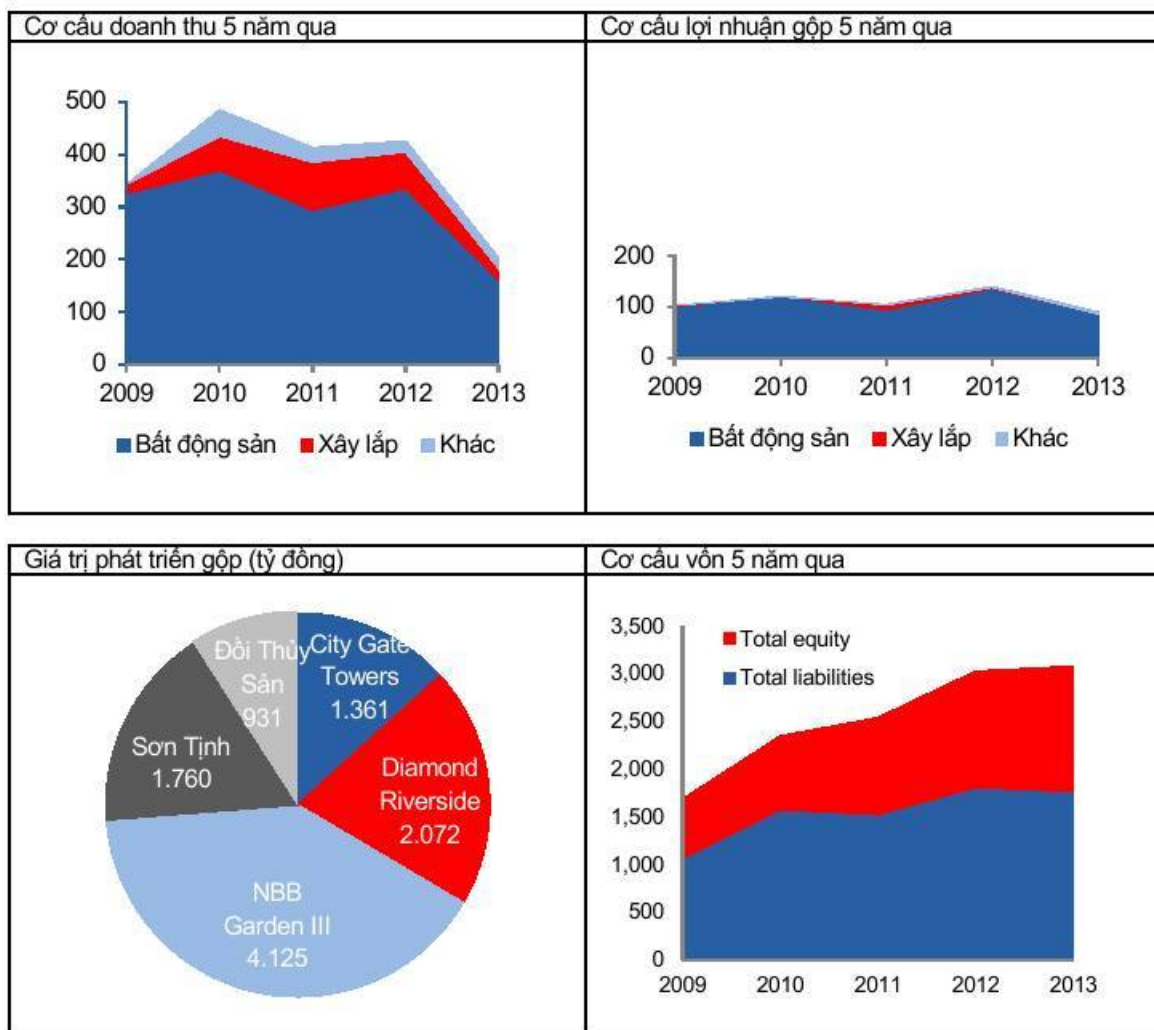 Cơ cấu doanh thu 5 năm qua
500
400
300
200
100
0
2009 2010 2011 2012 2013
Bất động sản Xây lắp Khác
Cơ cấu lợi nhuận gộp 5 năm qua
200
100
0
2009 2010 2011 2012 2013
Bất động sản Xây lắp Khác
Giá trị phát triển gộp (tỷ đồng)
City Gate
Towers
1.361
Diamond
Riverside
2.072
NBB
Garden III
4.125
Sơn Tịnh
1.760
Đồi Thủy
Sản
931
Cơ cấu vốn 5 năm qua
3,500
3,000
2,500
2,000
1,500
1,000
500
0
Total equity
Total liabilities
2009 2010 2011 2012 2013